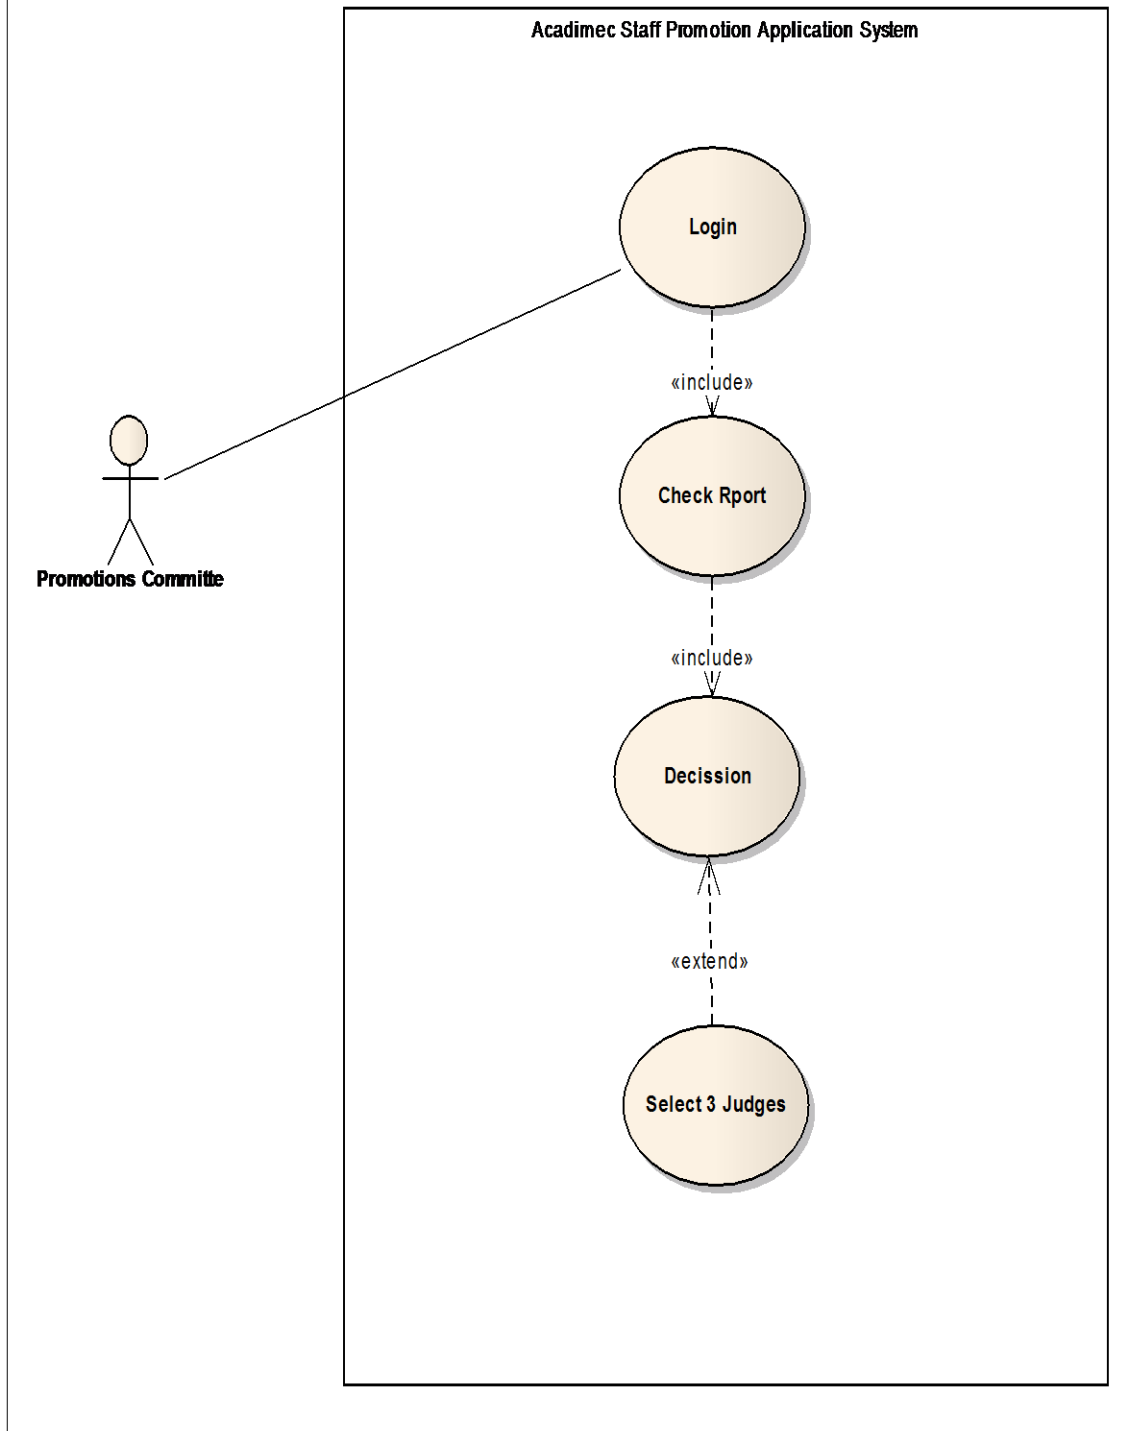 Acadimec Staff Promotion Application System
Login
«include»
Check Rport
Promotions Committe
«include»
Decission
«extend»
Select 3 Judges